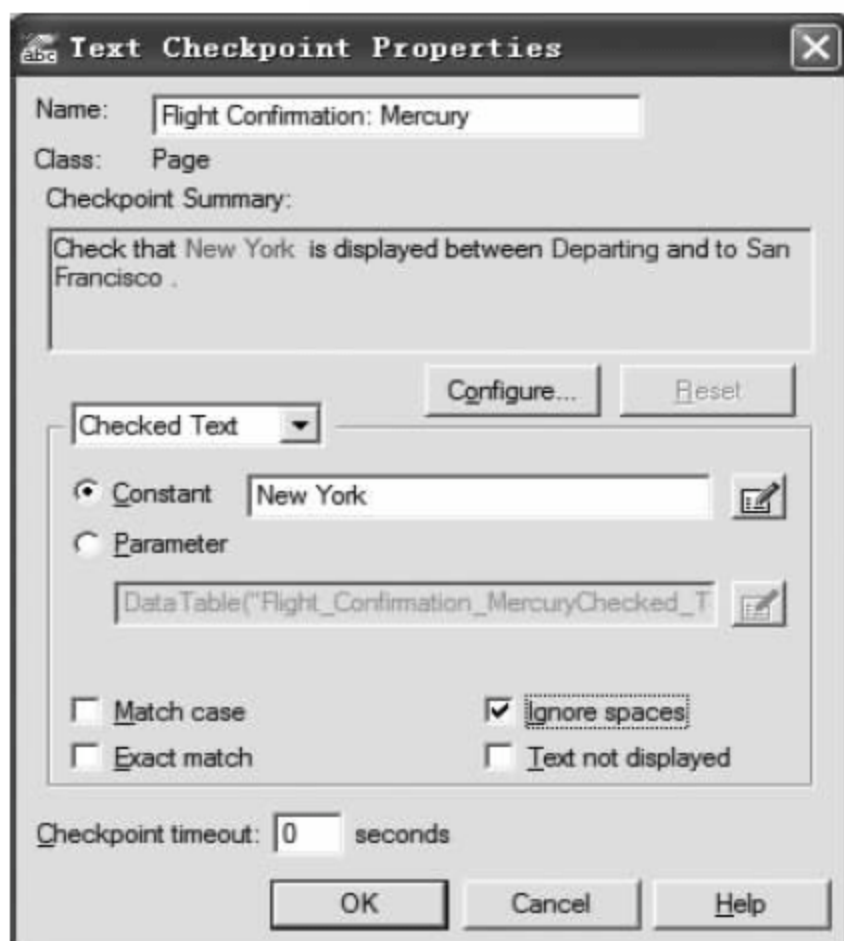 abc Text Checkpoint Properties
Name: Flight Confirmation: Mercury
Class: Page
Checkpoint Summary:
Check that New York is displayed between Departing and to San
Francisco .
Configure... Reset
Checked Text
Constant New York
Parameter
DataTable("Flight_Confirmation_MercuryChecked_T
Match case Ignore spaces
Exact match Text not displayed
Checkpoint timeout: 0 seconds
OK Cancel Help